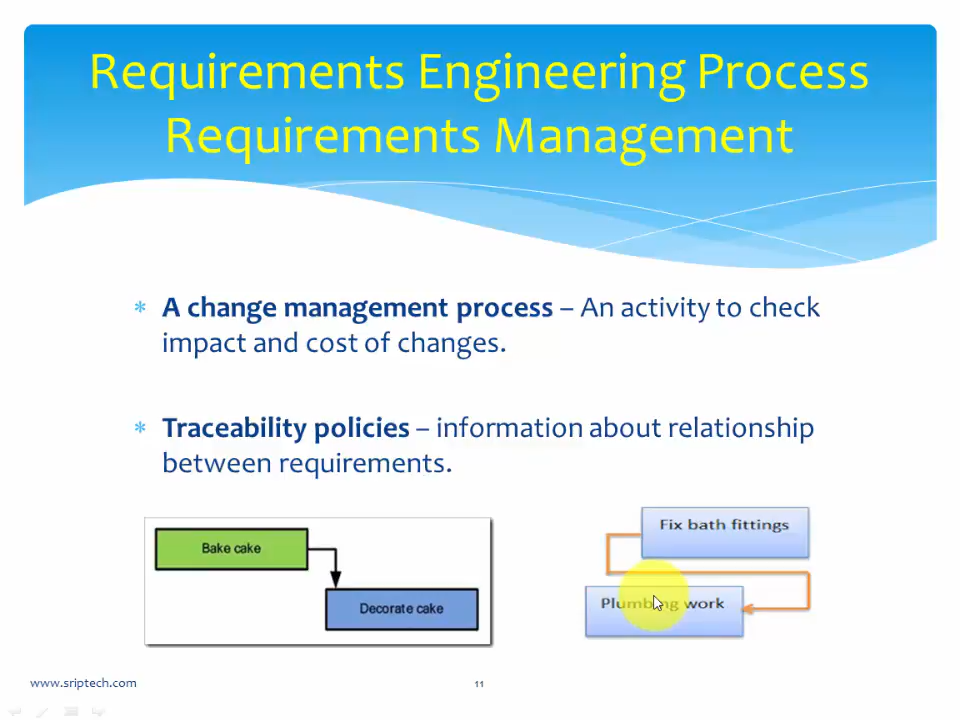 Requirements Engineering Process
Requirements Management
A change management process – An activity to check
impact and cost of changes.
Traceability policies – information about relationship
between requirements.
Bake cake
Decorate cake
Fix bath fittings
Plumbing work
www.sriptech.com
11